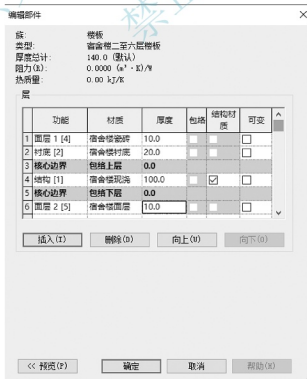 编辑部件
族: 楼板
类型: 宿舍楼二至六层楼板
厚度总计: 140.0 (默认)
阻力(R): 0.0000 (m²·K)/W
热质量: 0.00 kJ/K
层
功能 材质 厚度 包络 结构材质 可变
1 面层 1 [4] 宿舍楼瓷砖 10.0
2 衬底 [2] 宿舍楼衬底 20.0
3 核心边界 包络上层 0.0
4 结构 [1] 宿舍楼现浇 100.0
5 核心边界 包络下层 0.0
6 面层 2 [5] 宿舍楼面层 10.0
插入(I) 删除(D) 向上(U) 向下(O)
<< 预览(P) 确定 取消 帮助(H)